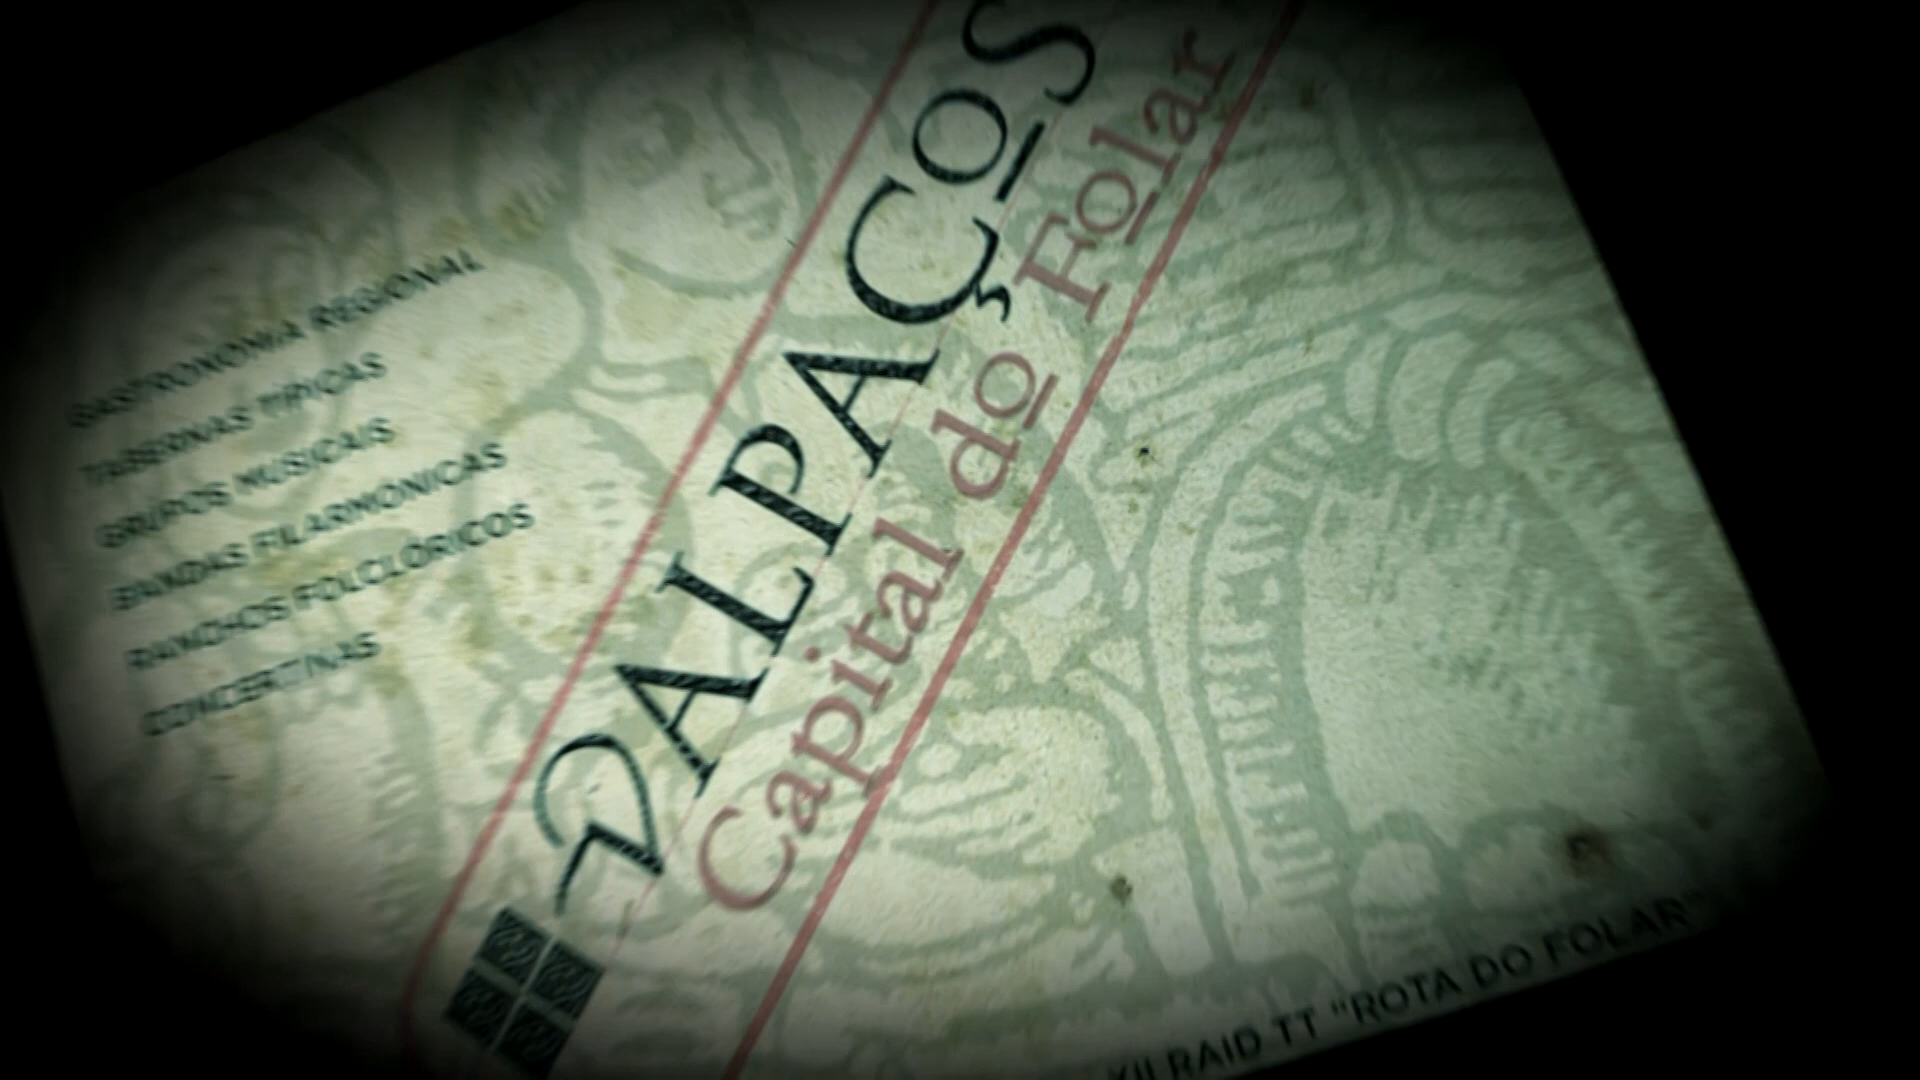 GASTRONOMIA REGIONAL
TABERNAS TÍPICAS
GRUPOS MUSICAIS
BANDAS FILARMÓNICAS
RANCHOS FOLCLÓRICOS
CONCERTINAS
VALPAÇOS
Capital do Folar
RAID TT "ROTA DO FOLAR"